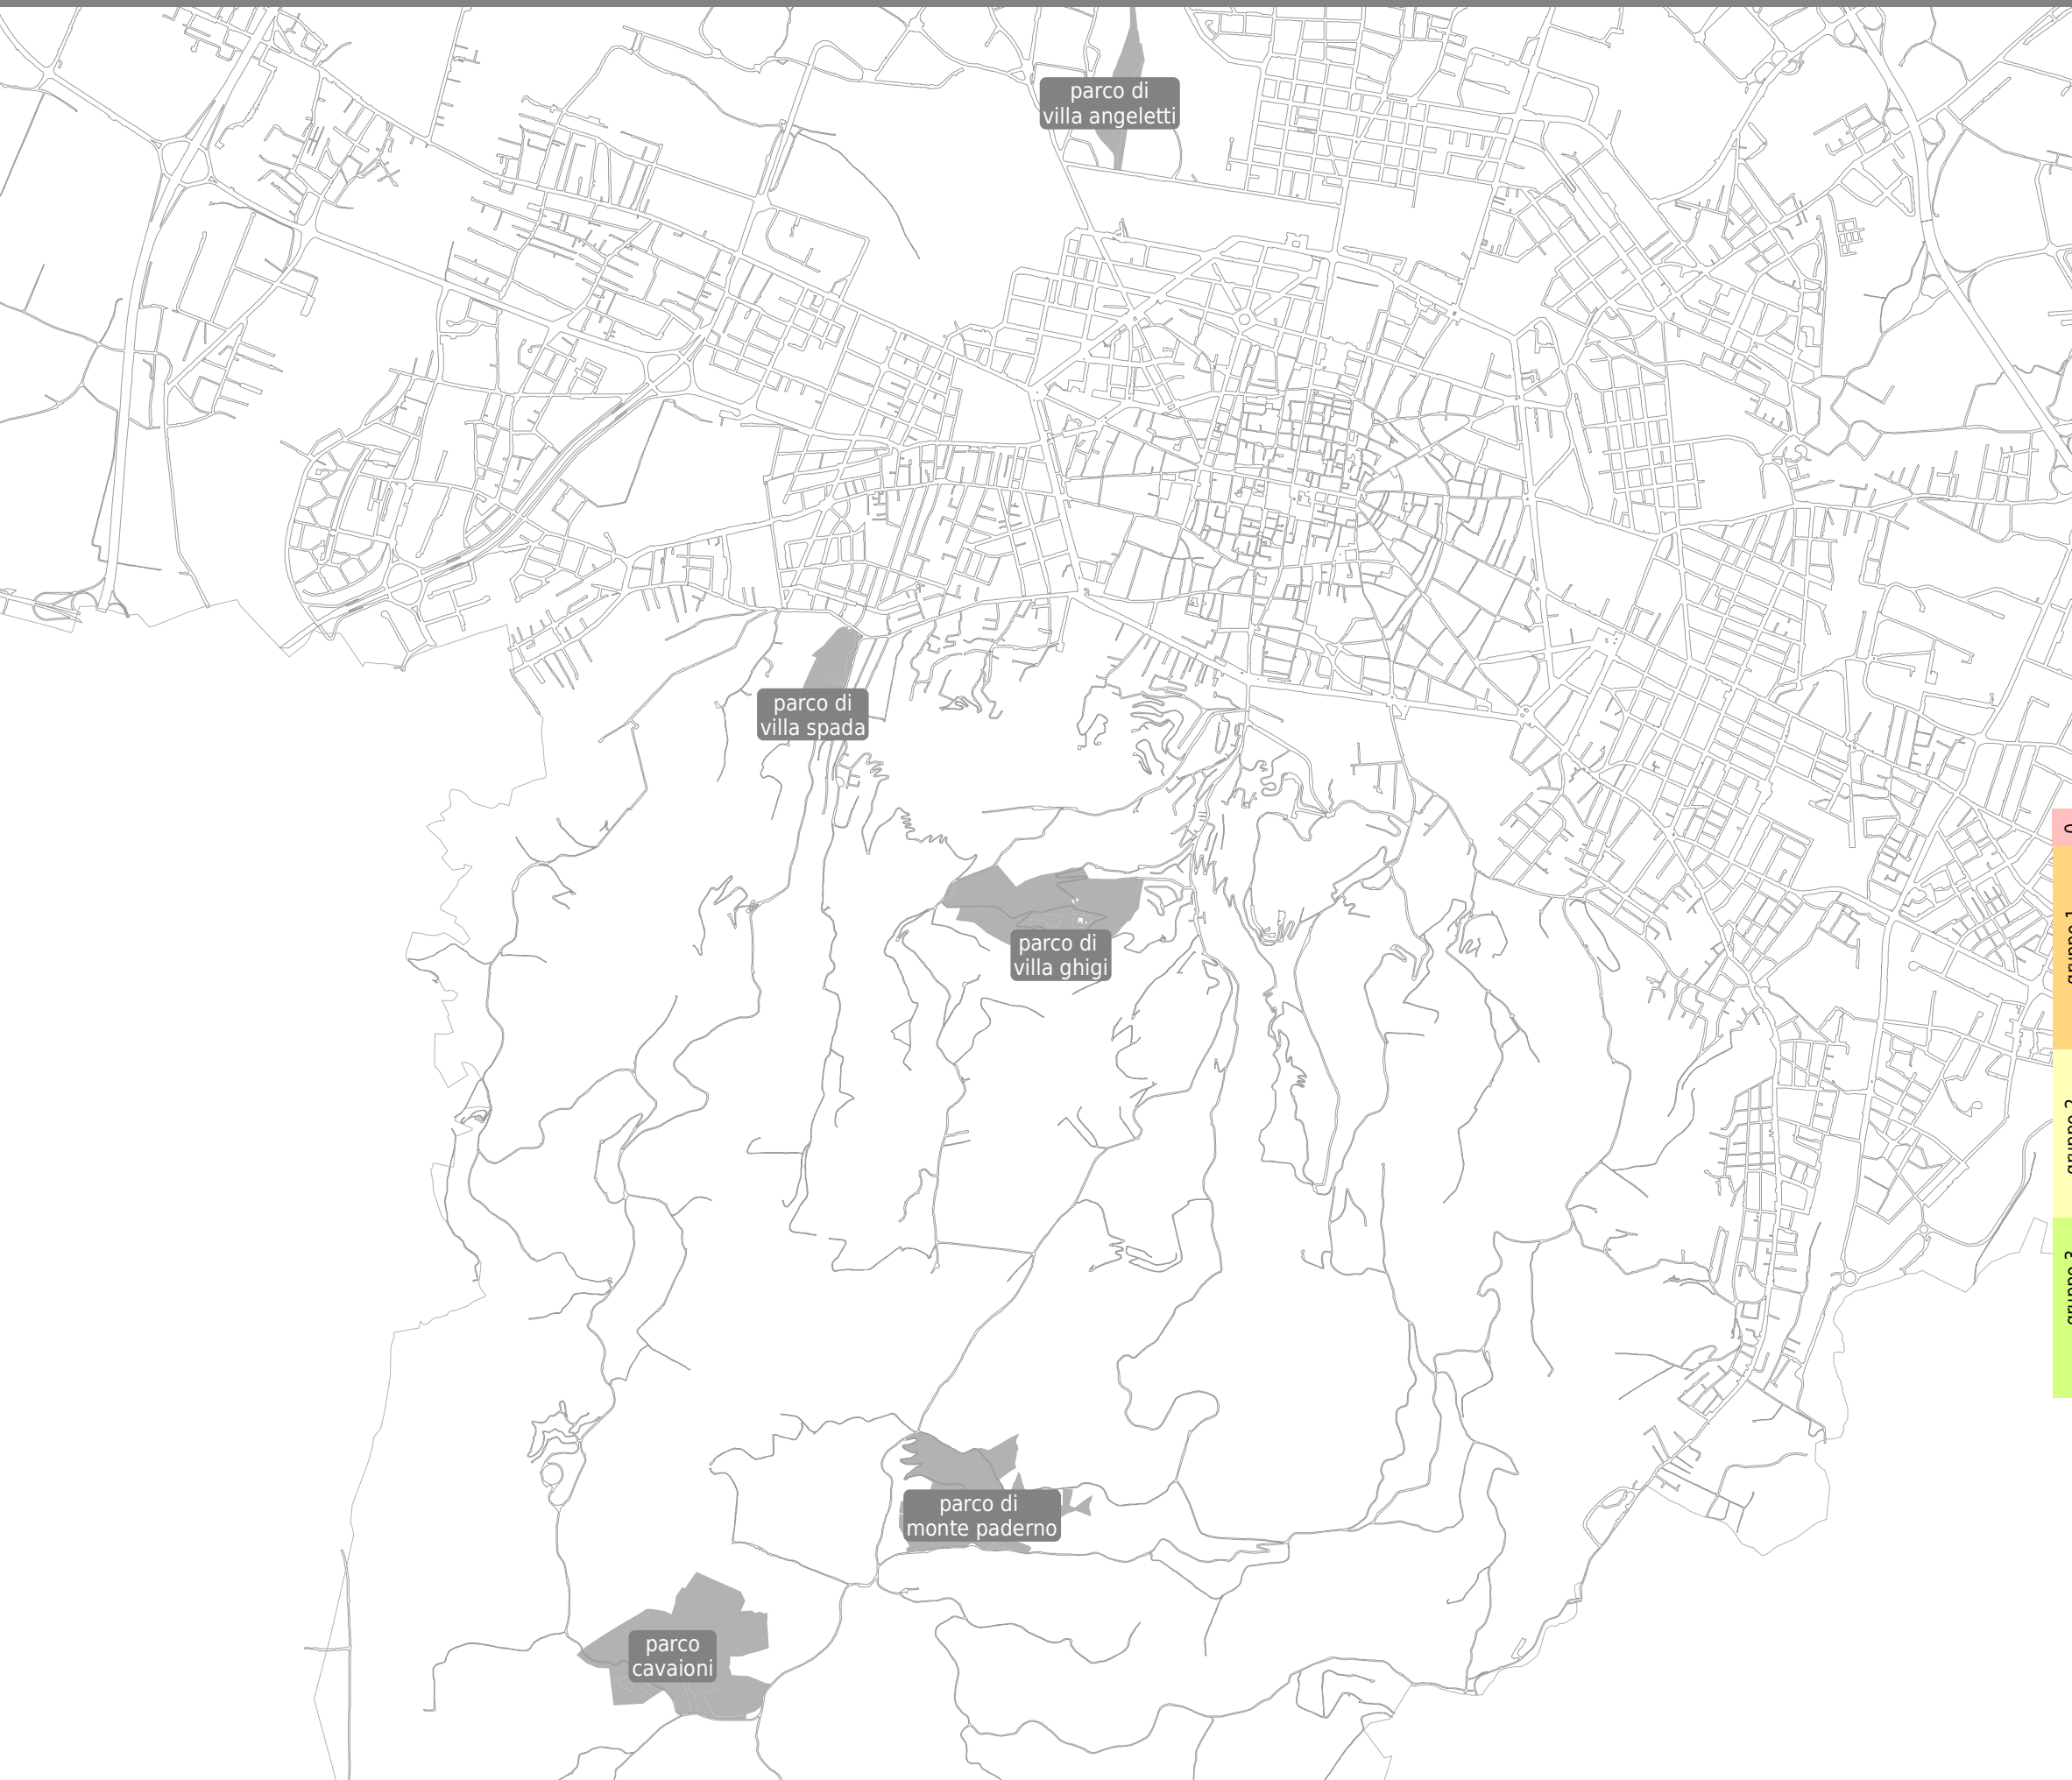 parco di
villa angeletti
parco di
villa spada
parco di
villa ghigi
parco di
monte paderno
parco
cavaioni